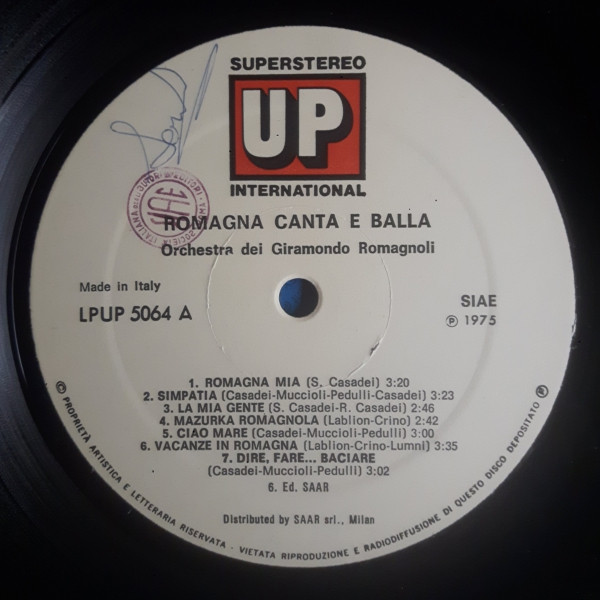 SUPERSTEREO
UP
INTERNATIONAL
SIAE
ROMAGNA CANTA E BALLA
Orchestra dei Giramondo Romagnoli
Made in Italy
LPUP 5064 A
SIAE
Ⓟ 1975
1. ROMAGNA MIA (S. Casadei) 3:20
2. SIMPATIA (Casadei-Muccioli-Pedulli-Casadei) 3:23
3. LA MIA GENTE (S. Casadei-R. Casadei) 2:46
4. MAZURKA ROMAGNOLA (Lablion-Crino) 2:42
5. CIAO MARE (Casadei-Muccioli-Pedulli) 3:00
6. VACANZE IN ROMAGNA (Lablion-Crino-Lumni) 3:35
7. DIRE, FARE... BACIARE
(Casadei-Muccioli-Pedulli) 3:02
6. Ed. SAAR
Distributed by SAAR srl., Milan
© PROPRIETA ARTISTICA E LETTERARIA RISERVATA - VIETATA RIPRODUZIONE E RADIODIFFUSIONE DI QUESTO DISCO DEPOSITATO Ⓟ